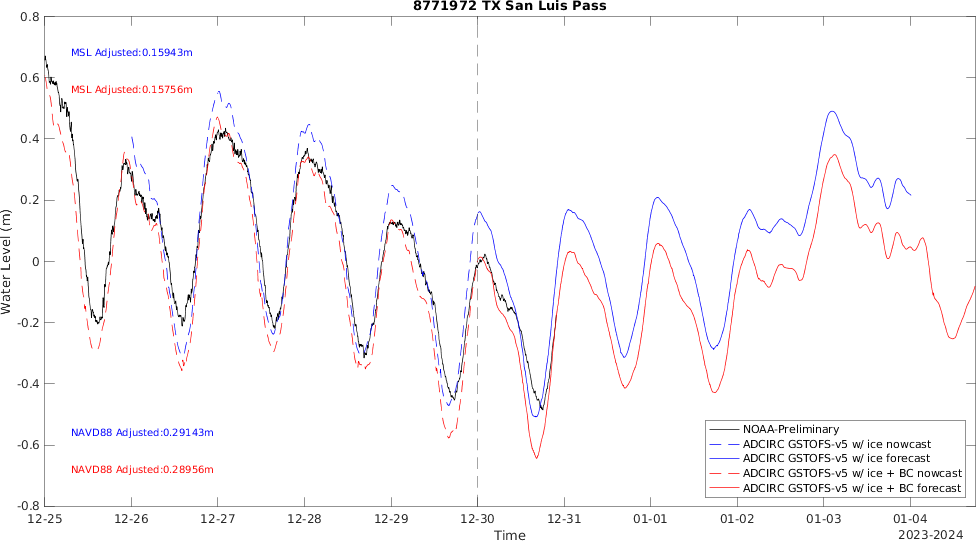 8771972 TX San Luis Pass
0.8
0.6
0.4
0.2
0
-0.2
-0.4
-0.6
-0.8
Water Level (m)
MSL Adjusted:0.15943m
MSL Adjusted:0.15756m
NAVD88 Adjusted:0.29143m
NAVD88 Adjusted:0.28956m
NOAA-Preliminary
ADCIRC GSTOFS-v5 w/ ice nowcast
ADCIRC GSTOFS-v5 w/ ice forecast
ADCIRC GSTOFS-v5 w/ ice + BC nowcast
ADCIRC GSTOFS-v5 w/ ice + BC forecast
12-25 12-26 12-27 12-28 12-29 12-30 12-31 01-01 01-02 01-03 01-04
Time
2023-2024